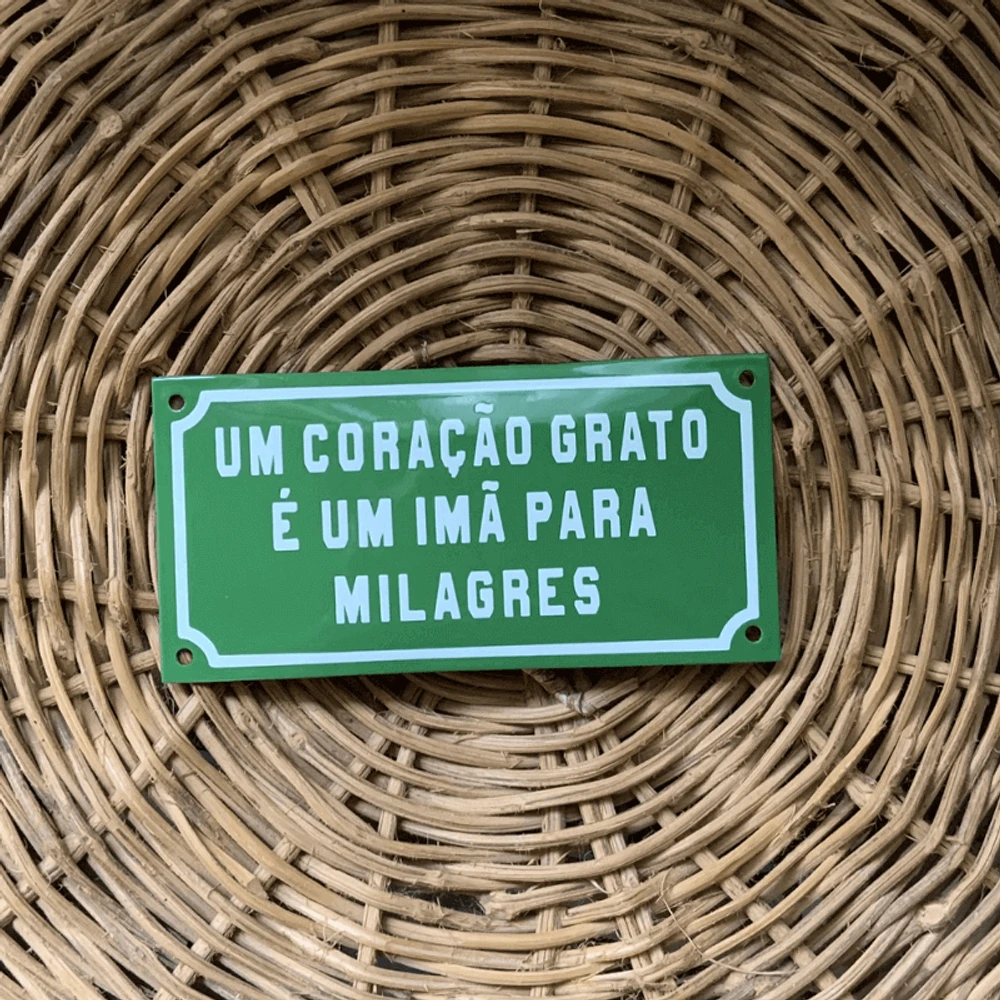 UM CORAÇÃO GRATO
É UM IMÃ PARA
MILAGRES